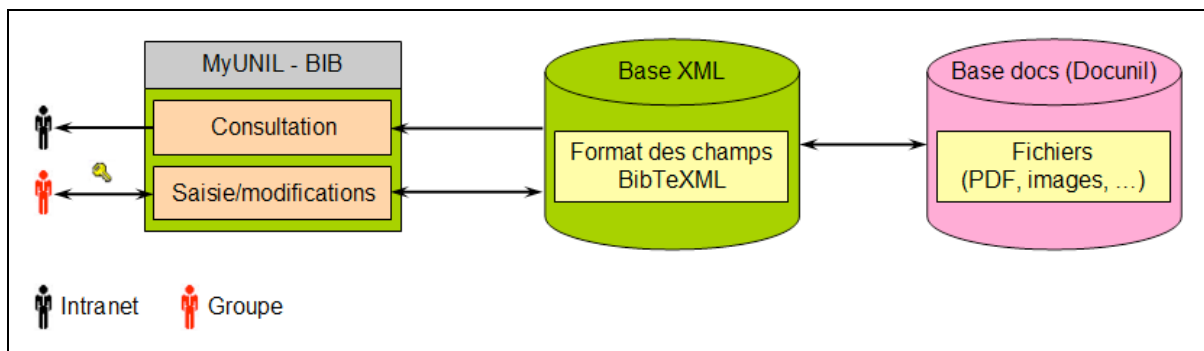 MyUNIL - BIB
Consultation
Saisie/modifications
Base XML
Format des champs
BibTeXML
Base docs (Docunil)
Fichiers
(PDF, images, ...)
Intranet
Groupe